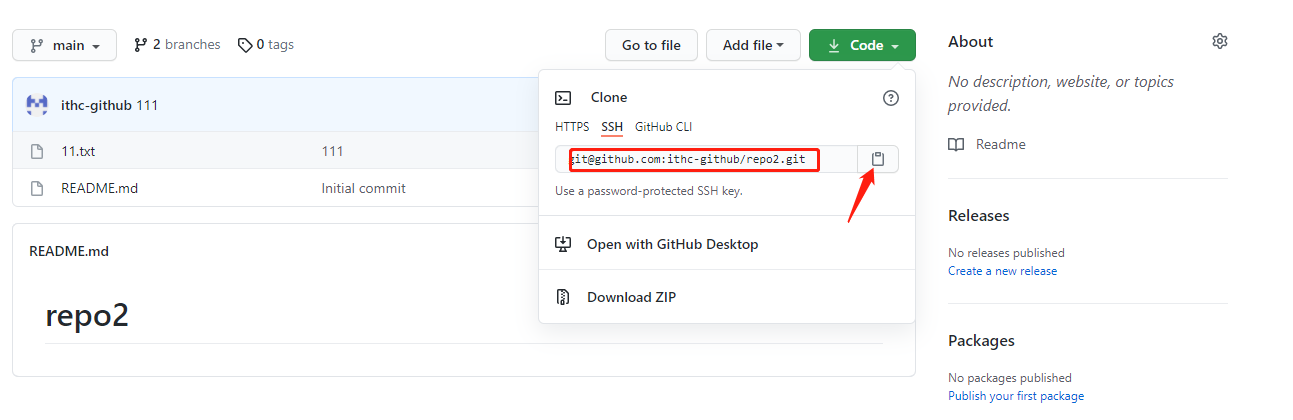 main 2 branches 0 tags Go to file Add file Code
ithc-github 111
11.txt 111
README.md Initial commit
README.md
repo2
Clone
HTTPS SSH GitHub CLI
git@github.com:ithc-github/repo2.git
Use a password-protected SSH key.
Open with GitHub Desktop
Download ZIP
About
No description, website, or topics
provided.
Readme
Releases
No releases published
Create a new release
Packages
No packages published
Publish your first package